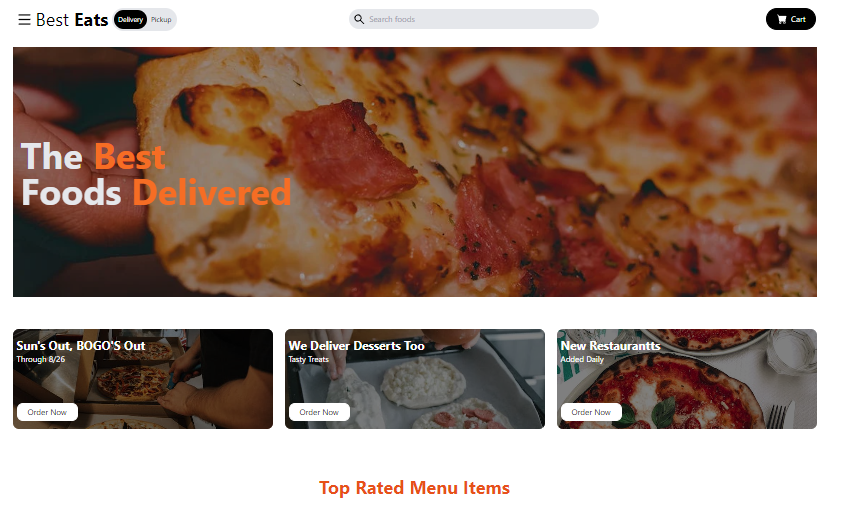 Best Eats Delivery Pickup Search foods Cart
The Best
Foods Delivered
Sun's Out, BOGO'S Out
Through 8/26
Order Now
We Deliver Desserts Too
Tasty Treats
Order Now
New Restaurantts
Added Daily
Order Now
Top Rated Menu Items